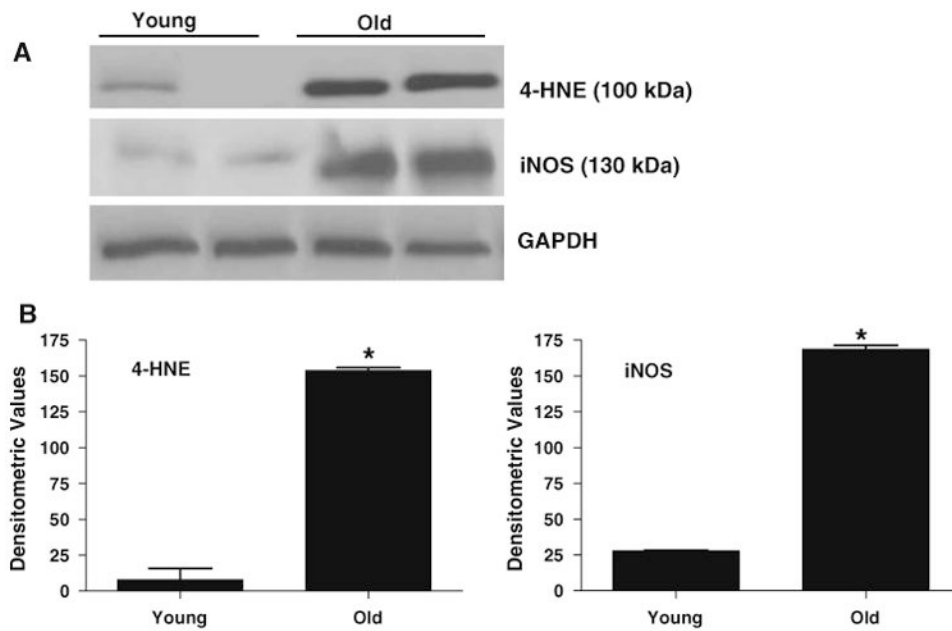 Young Old
A
4-HNE (100 kDa)
iNOS (130 kDa)
GAPDH
B
Densitometric Values
175
150
125
100
75
50
25
0
4-HNE
*
Young Old
Densitometric Values
175
150
125
100
75
50
25
0
iNOS
*
Young Old